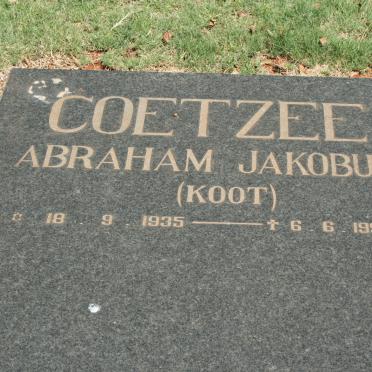 COETZEE
ABRAHAM JAKOBU
(KOOT)
18 . 9 . 1935 —— † 6 . 6 . 19